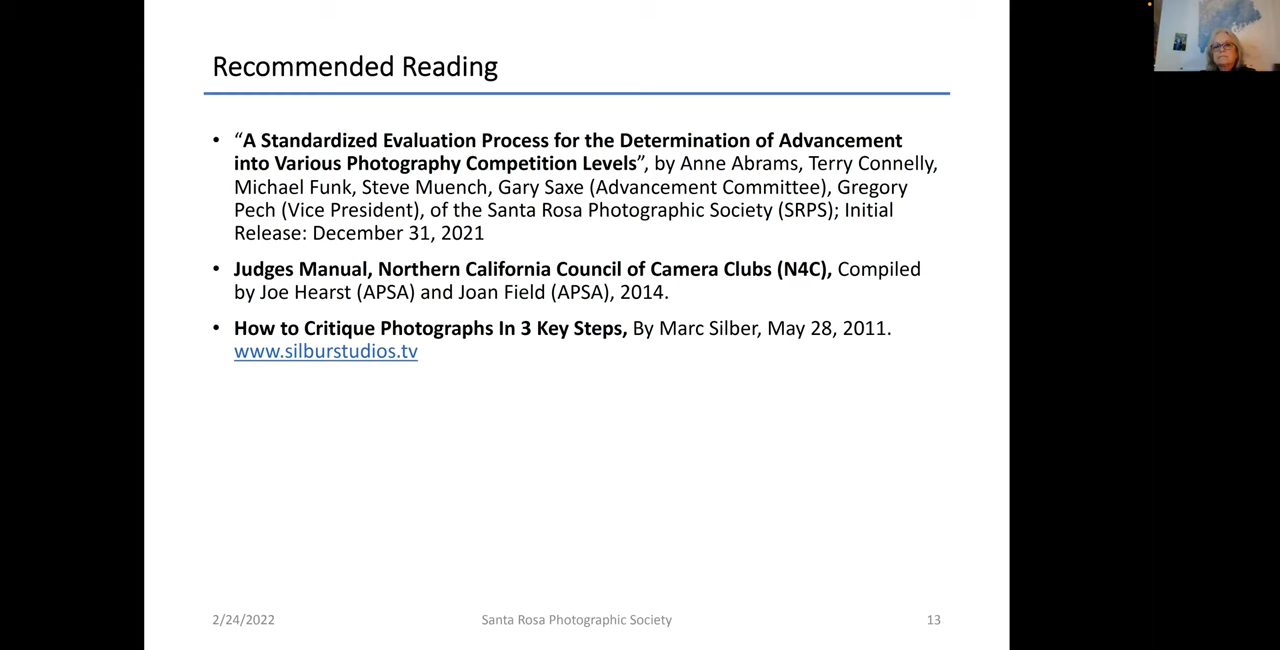 Recommended Reading
• “A Standardized Evaluation Process for the Determination of Advancement
into Various Photography Competition Levels”, by Anne Abrams, Terry Connelly,
Michael Funk, Steve Muench, Gary Saxe (Advancement Committee), Gregory
Pech (Vice President), of the Santa Rosa Photographic Society (SRPS); Initial
Release: December 31, 2021
• Judges Manual, Northern California Council of Camera Clubs (N4C), Compiled
by Joe Hearst (APSA) and Joan Field (APSA), 2014.
• How to Critique Photographs In 3 Key Steps, By Marc Silber, May 28, 2011.
www.silburstudios.tv
2/24/2022
Santa Rosa Photographic Society
13